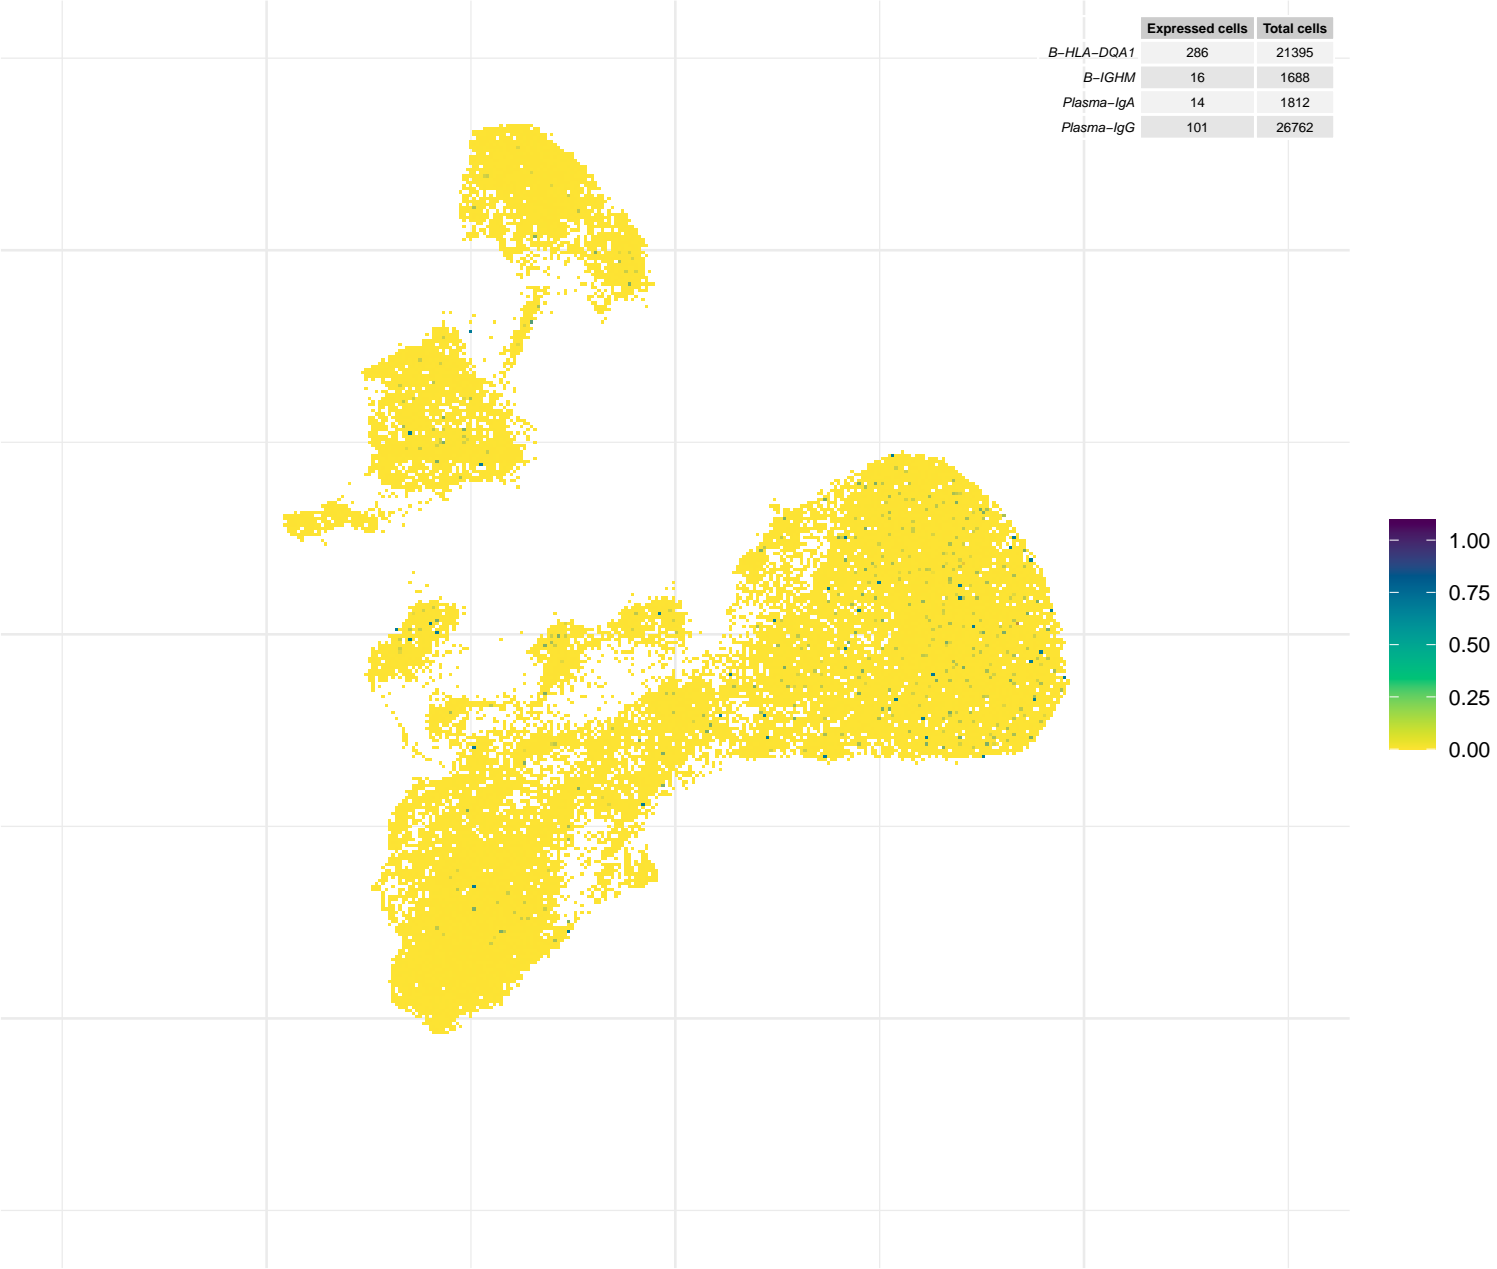 Expressed cells Total cells
B−HLA−DQA1 286 21395
B−IGHM 16 1688
Plasma−IgA 14 1812
Plasma−IgG 101 26762
1.00
0.75
0.50
0.25
0.00